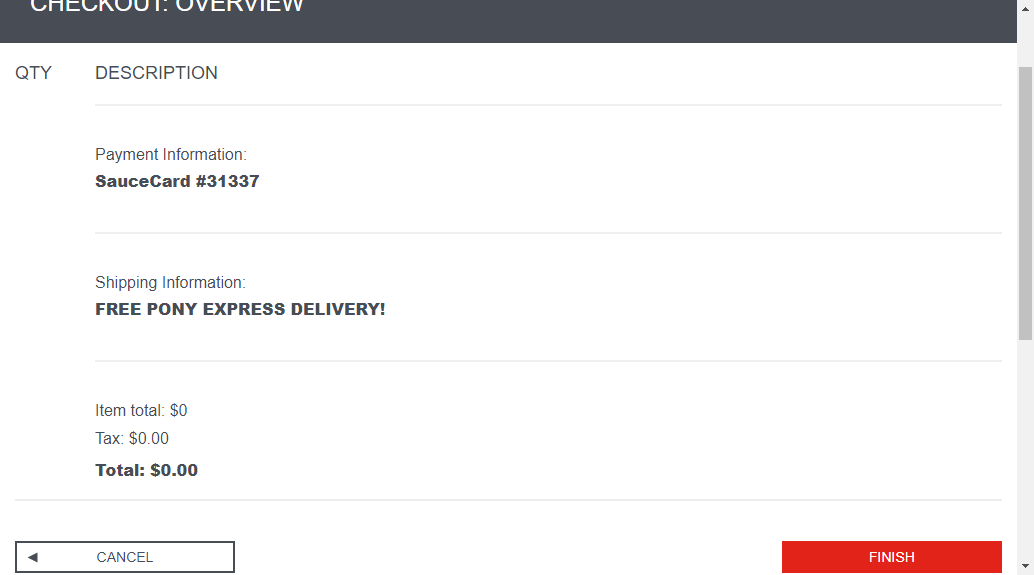 CHECKOUT: OVERVIEW
QTY DESCRIPTION
Payment Information:
SauceCard #31337
Shipping Information:
FREE PONY EXPRESS DELIVERY!
Item total: $0
Tax: $0.00
Total: $0.00
CANCEL FINISH